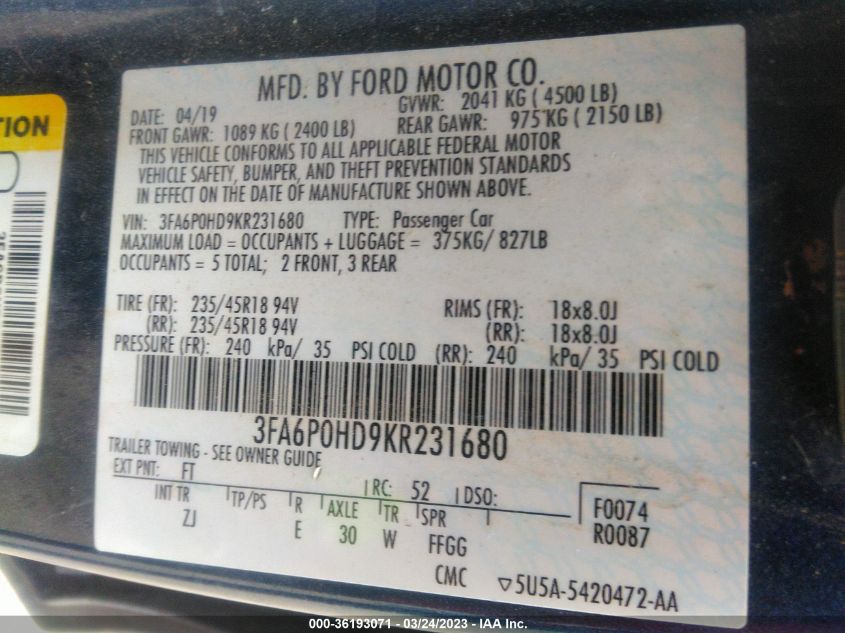 TION
MFD. BY FORD MOTOR CO.
DATE: 04/19 GVWR: 2041 KG ( 4500 LB)
FRONT GAWR: 1089 KG ( 2400 LB) REAR GAWR: 975 KG ( 2150 LB)
THIS VEHICLE CONFORMS TO ALL APPLICABLE FEDERAL MOTOR
VEHICLE SAFETY, BUMPER, AND THEFT PREVENTION STANDARDS
IN EFFECT ON THE DATE OF MANUFACTURE SHOWN ABOVE.
VIN: 3FA6P0HD9KR231680 TYPE: Passenger Car
MAXIMUM LOAD = OCCUPANTS + LUGGAGE = 375KG/ 827LB
OCCUPANTS = 5 TOTAL; 2 FRONT, 3 REAR
TIRE (FR): 235/45R18 94V RIMS (FR): 18x8.0J
(RR): 235/45R18 94V (RR): 18x8.0J
PRESSURE (FR): 240 kPa/ 35 PSI COLD (RR): 240 kPa/ 35 PSI COLD
3FA6P0HD9KR231680
TRAILER TOWING - SEE OWNER GUIDE
EXT PNT: FT RC: 52 DSO:
INT TR TP/PS R AXLE TR SPR F0074
ZJ E 30 W FFGG R0087
CMC ▽5U5A-5420472-AA
000-36193071 - 03/24/2023 - IAA Inc.